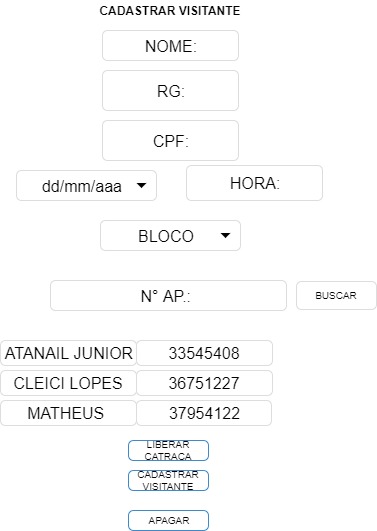 CADASTRAR VISITANTE
NOME:
RG:
CPF:
dd/mm/aaa
HORA:
BLOCO
N° AP.:
BUSCAR
ATANAIL JUNIOR 33545408
CLEICI LOPES 36751227
MATHEUS 37954122
LIBERAR
CATRACA
CADASTRAR
VISITANTE
APAGAR